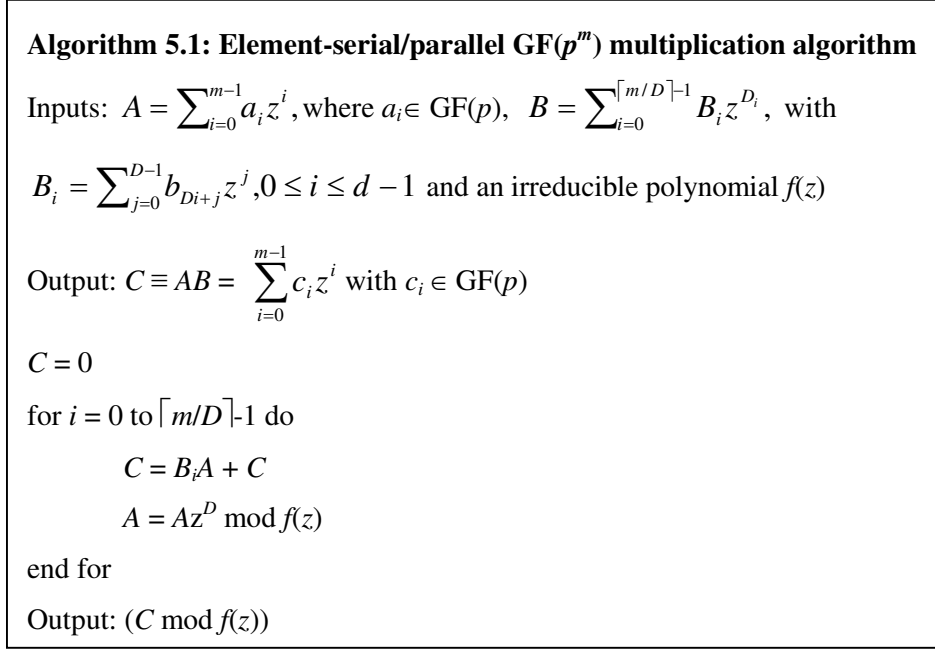 Algorithm 5.1: Element-serial/parallel GF(p^m) multiplication algorithm
Inputs: A = ∑_{i=0}^{m−1} a_i z^i, where a_i ∈ GF(p), B = ∑_{i=0}^{⌈m/D⌉−1} B_i z^{D_i}, with
B_i = ∑_{j=0}^{D−1} b_{Di+j} z^j, 0 ≤ i ≤ d − 1 and an irreducible polynomial f(z)
Output: C ≡ AB = ∑_{i=0}^{m−1} c_i z^i with c_i ∈ GF(p)
C = 0
for i = 0 to ⌈m/D⌉-1 do
C = B_iA + C
A = Az^D mod f(z)
end for
Output: (C mod f(z))